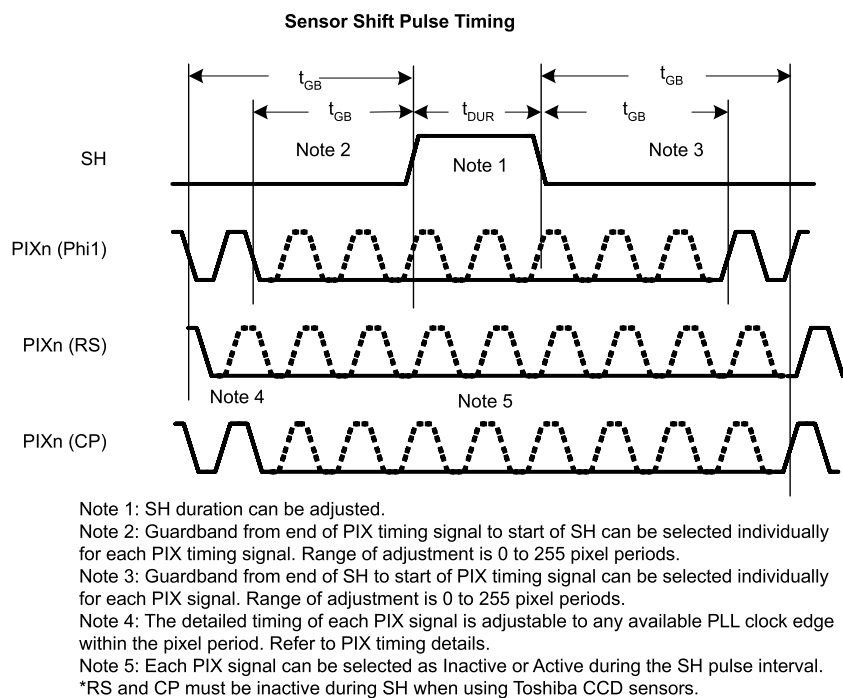 Sensor Shift Pulse Timing
tGB
tGB
tGB
tDUR
tGB
SH
Note 2
Note 1
Note 3
PIXn (Phi1)
PIXn (RS)
Note 4
Note 5
PIXn (CP)
Note 1: SH duration can be adjusted.
Note 2: Guardband from end of PIX timing signal to start of SH can be selected individually
for each PIX timing signal. Range of adjustment is 0 to 255 pixel periods.
Note 3: Guardband from end of SH to start of PIX timing signal can be selected individually
for each PIX signal. Range of adjustment is 0 to 255 pixel periods.
Note 4: The detailed timing of each PIX signal is adjustable to any available PLL clock edge
within the pixel period. Refer to PIX timing details.
Note 5: Each PIX signal can be selected as Inactive or Active during the SH pulse interval.
*RS and CP must be inactive during SH when using Toshiba CCD sensors.